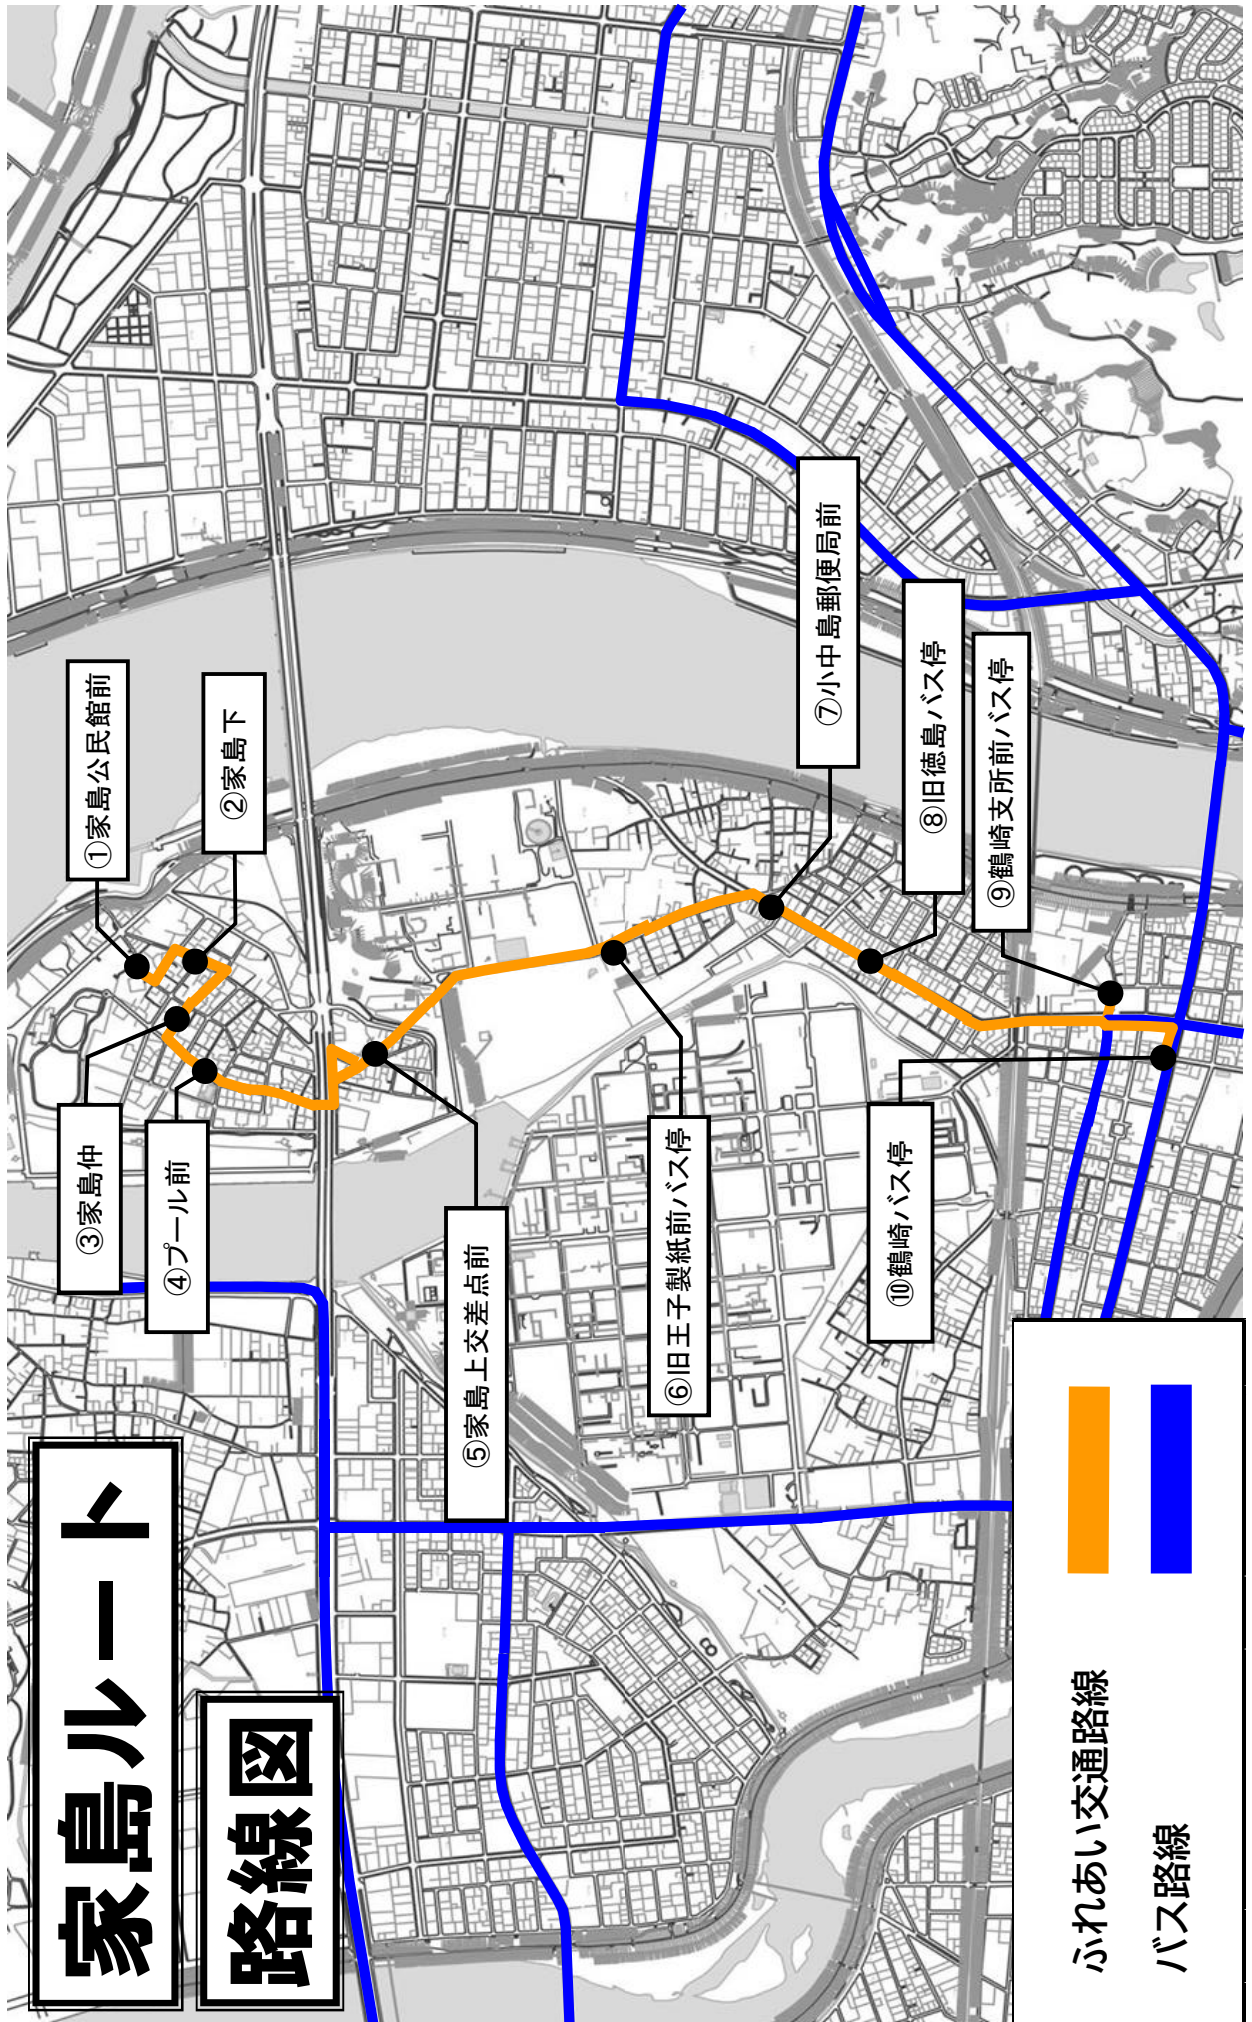 家島ルート
路線図
①家島公民館前
②家島下
③家島仲
④プール前
⑤家島上交差点前
⑥旧王子製紙前バス停
⑦小中島郵便局前
⑧旧徳島バス停
⑨鶴崎支所前バス停
⑩鶴崎バス停
ふれあい交通路線
バス路線